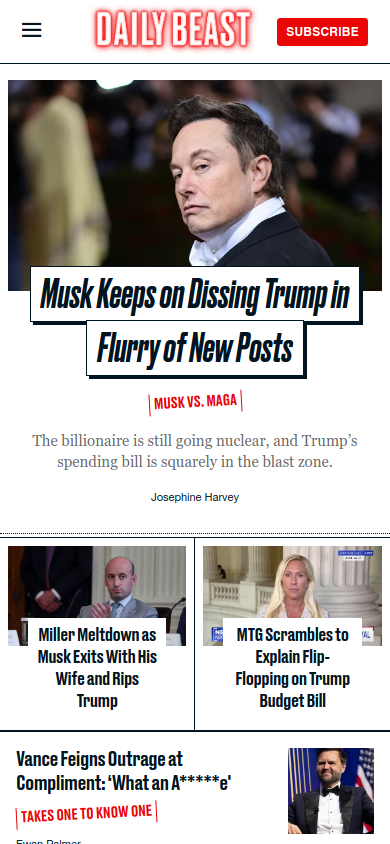 DAILY BEAST
SUBSCRIBE
Musk Keeps on Dissing Trump in
Flurry of New Posts
MUSK VS. MAGA
The billionaire is still going nuclear, and Trump’s
spending bill is squarely in the blast zone.
Josephine Harvey
Miller Meltdown as
Musk Exits With His
Wife and Rips
Trump
MTG Scrambles to
Explain Flip-
Flopping on Trump
Budget Bill
Vance Feigns Outrage at
Compliment: ‘What an A*****e’
TAKES ONE TO KNOW ONE
Ewan Palmer